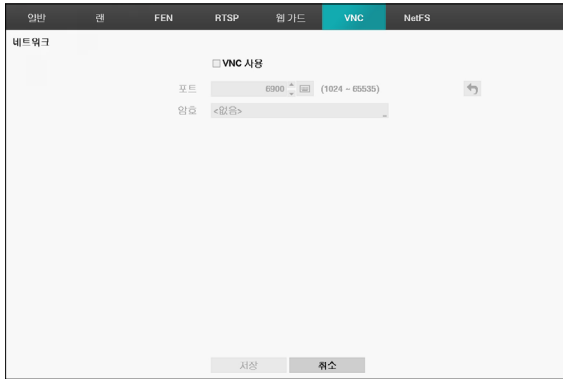 일반 랜 FEN RTSP 웹 가드 VNC NetFS
네트워크
VNC 사용
포트 6900 (1024 ~ 65535)
암호 <없음>
저장 취소